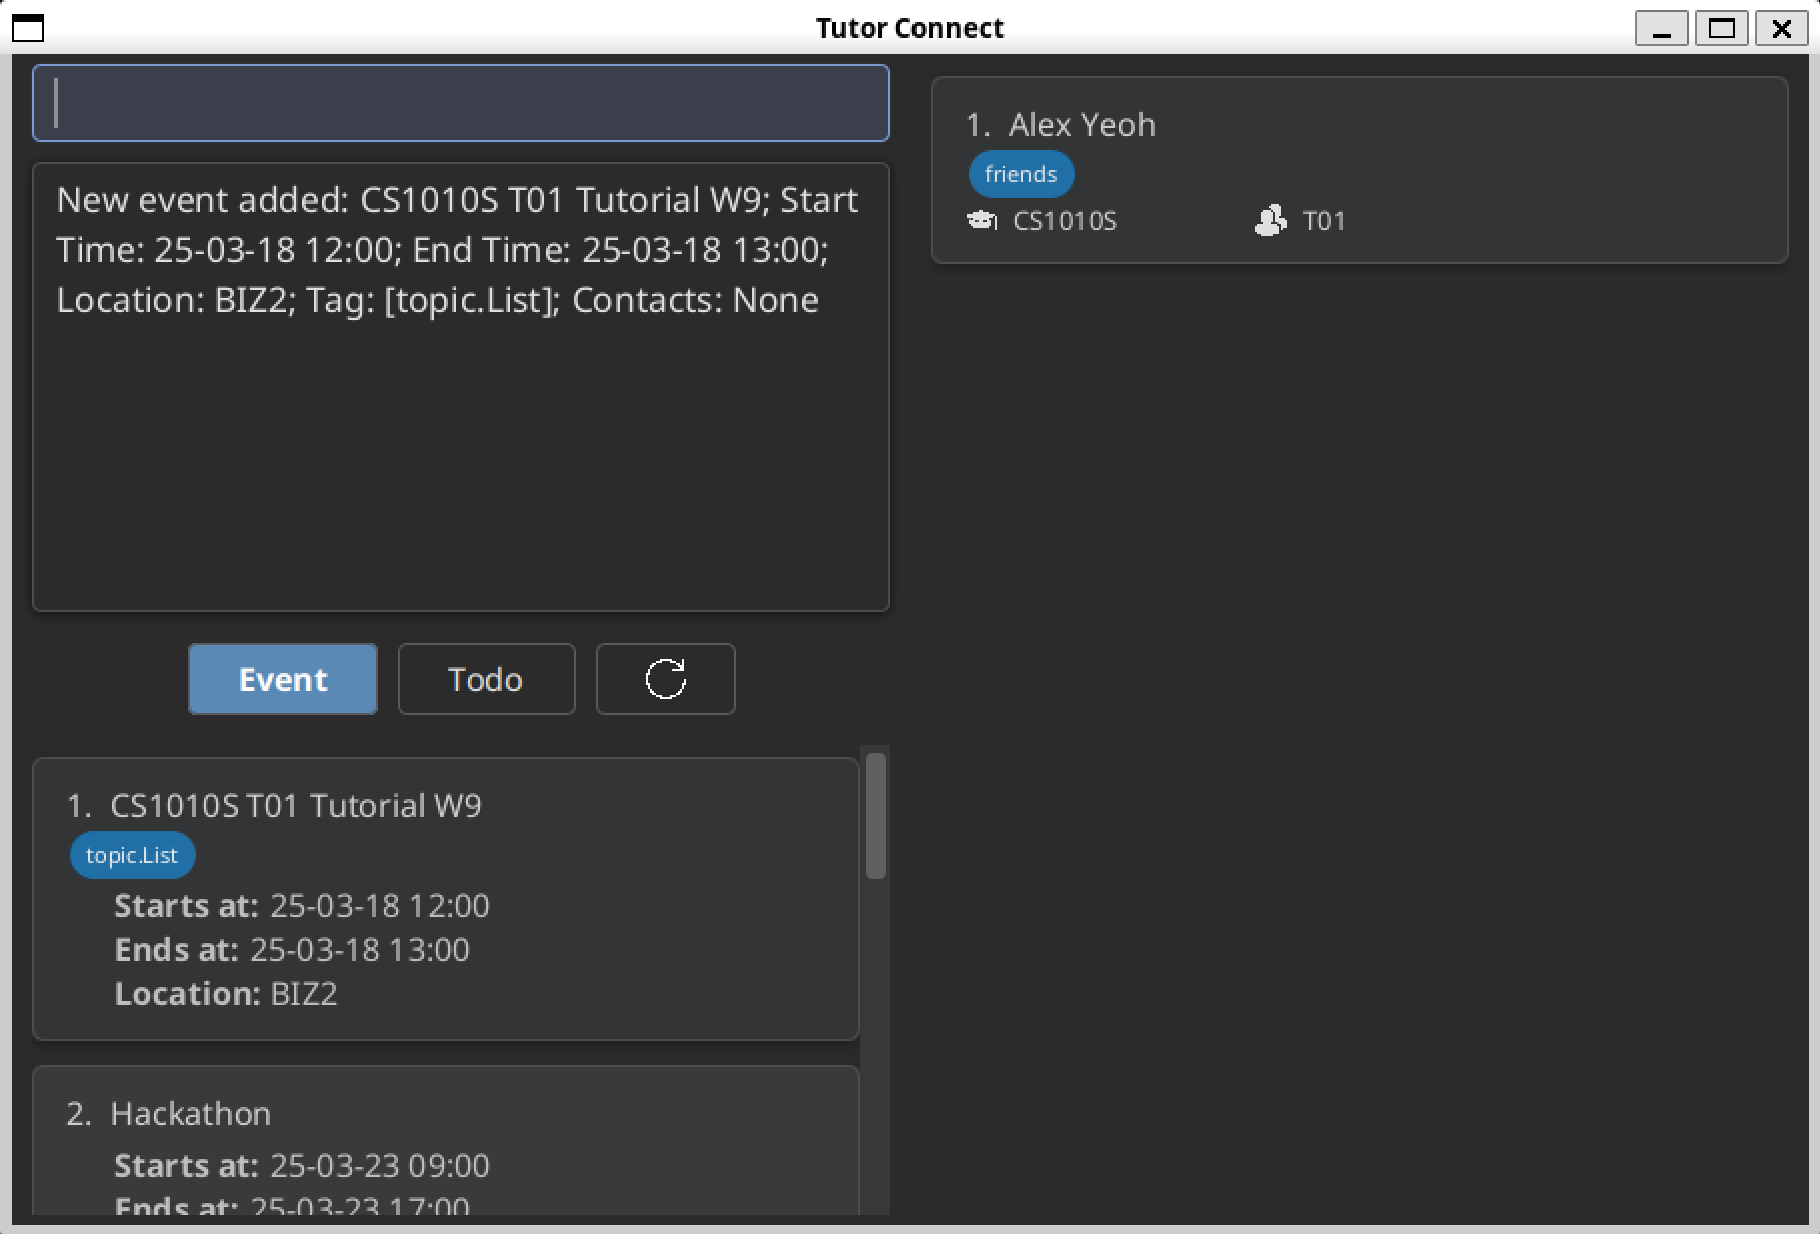 Tutor Connect
New event added: CS1010S T01 Tutorial W9; Start
Time: 25-03-18 12:00; End Time: 25-03-18 13:00;
Location: BIZ2; Tag: [topic.List]; Contacts: None
Event
Todo
1. CS1010S T01 Tutorial W9
topic.List
Starts at: 25-03-18 12:00
Ends at: 25-03-18 13:00
Location: BIZ2
2. Hackathon
Starts at: 25-03-23 09:00
Ends at: 25-03-23 17:00
1. Alex Yeoh
friends
CS1010S
T01